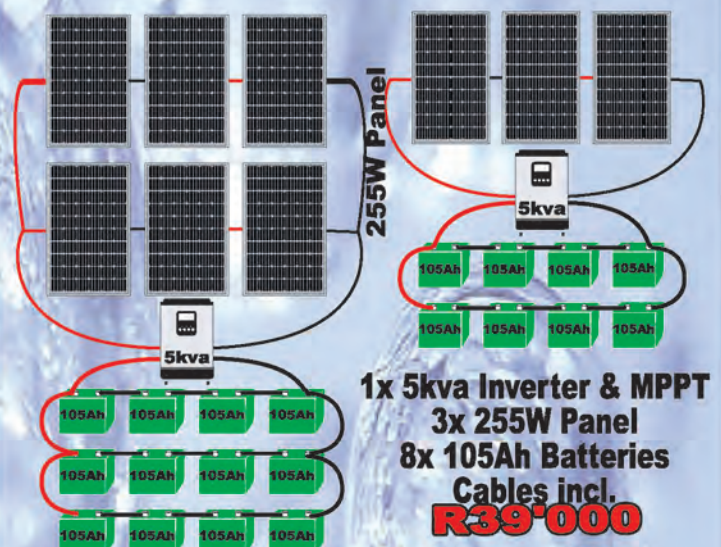 255W Panel
5kva
105Ah 105Ah 105Ah 105Ah
105Ah 105Ah 105Ah 105Ah
105Ah 105Ah 105Ah 105Ah
5kva
105Ah 105Ah 105Ah 105Ah
105Ah 105Ah 105Ah 105Ah
1x 5kva Inverter & MPPT
3x 255W Panel
8x 105Ah Batteries
Cables incl.
R39'000